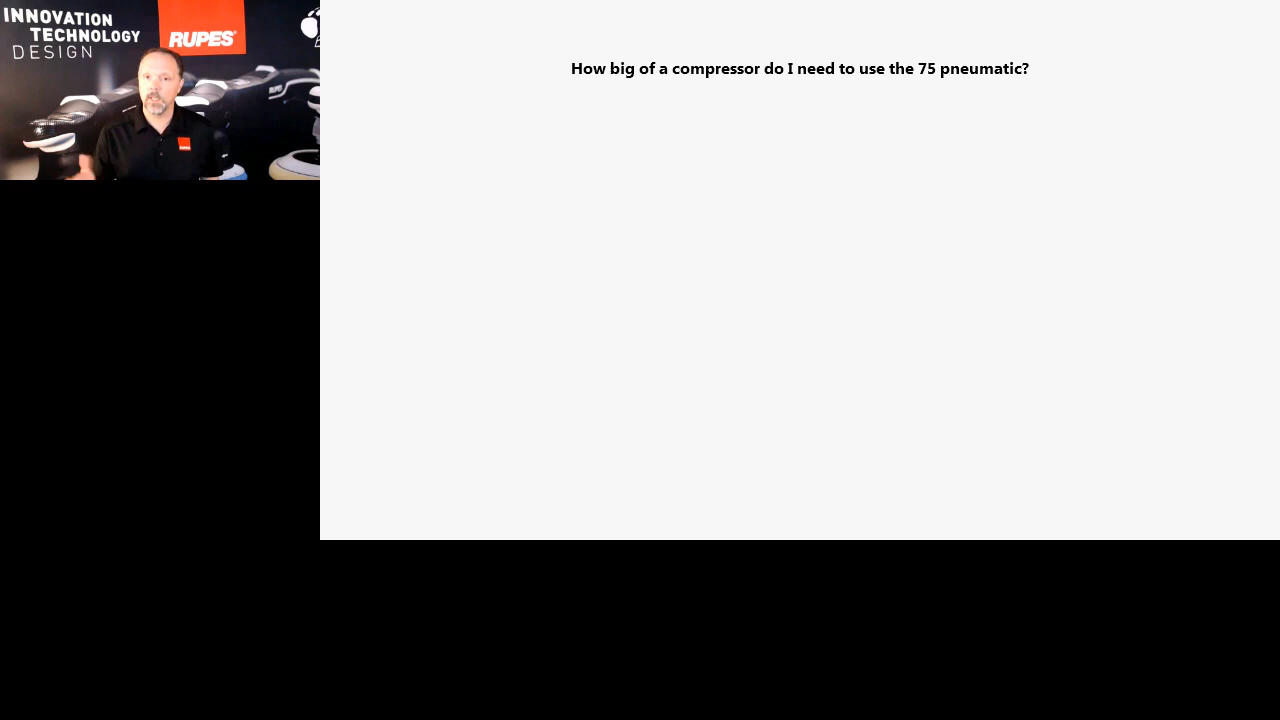 INNOVATION
TECHNOLOGY
DESIGN
RUPES
How big of a compressor do I need to use the 75 pneumatic?